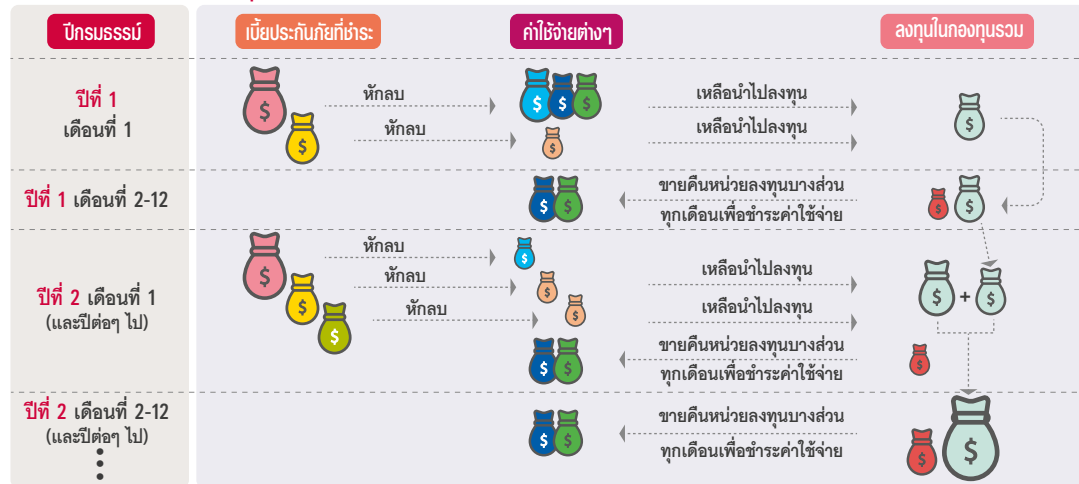 ปีกรมธรรม์
เบี้ยประกันภัยที่ชำระ
ค่าใช้จ่ายต่างๆ
ลงทุนในกองทุนรวม
ปีที่ 1
เดือนที่ 1
$
$
หักลบ
หักลบ
$ $ $
$
เหลือนำไปลงทุน
เหลือนำไปลงทุน
$
ปีที่ 1 เดือนที่ 2-12
$ $
ขายคืนหน่วยลงทุนบางส่วน
ทุกเดือนเพื่อชำระค่าใช้จ่าย
$ $
ปีที่ 2 เดือนที่ 1
(และปีต่อๆ ไป)
$
$
$
หักลบ
หักลบ
หักลบ
$
$
$
เหลือนำไปลงทุน
เหลือนำไปลงทุน
$ + $
$ $
ขายคืนหน่วยลงทุนบางส่วน
ทุกเดือนเพื่อชำระค่าใช้จ่าย
$
ปีที่ 2 เดือนที่ 2-12
(และปีต่อๆ ไป)
$ $
ขายคืนหน่วยลงทุนบางส่วน
ทุกเดือนเพื่อชำระค่าใช้จ่าย
$ $